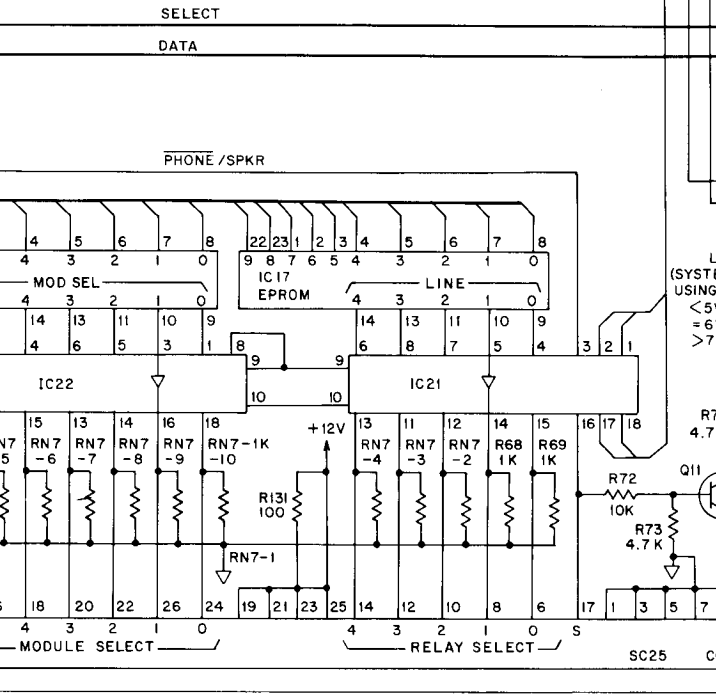 SELECT
DATA
PHONE/SPKR
4 5 6 7 8 22 23 1 2 3 4 5 6 7 8
4 3 2 1 0 9 8 7 6 5 4 3 2 1 0
IC17
EPROM
MOD SEL
LINE
(SYSTE
USING
<5
=6
>7
4 3 2 1 0 4 3 2 1 0
14 13 11 10 9 14 13 11 10 9
4 6 5 3 1 8 6 8 7 5 4 3 2 1
9 9
IC22 IC21
10 10
15 13 14 16 18 13 11 12 14 15 16 17 18
+12V
RN7 RN7 RN7 RN7 RN7-1K RN7 RN7 RN7 R68 R69
-6 -7 -8 -9 -10 -4 -3 -2 1K 1K
R7
4.7
Q11
R72
10K
R131
100
R73
4.7K
RN7-1
18 20 22 26 24 19 21 23 25 14 12 10 8 6 17 1 3 5 7
4 3 2 1 0 4 3 2 1 0 S
MODULE SELECT
RELAY SELECT
SC25